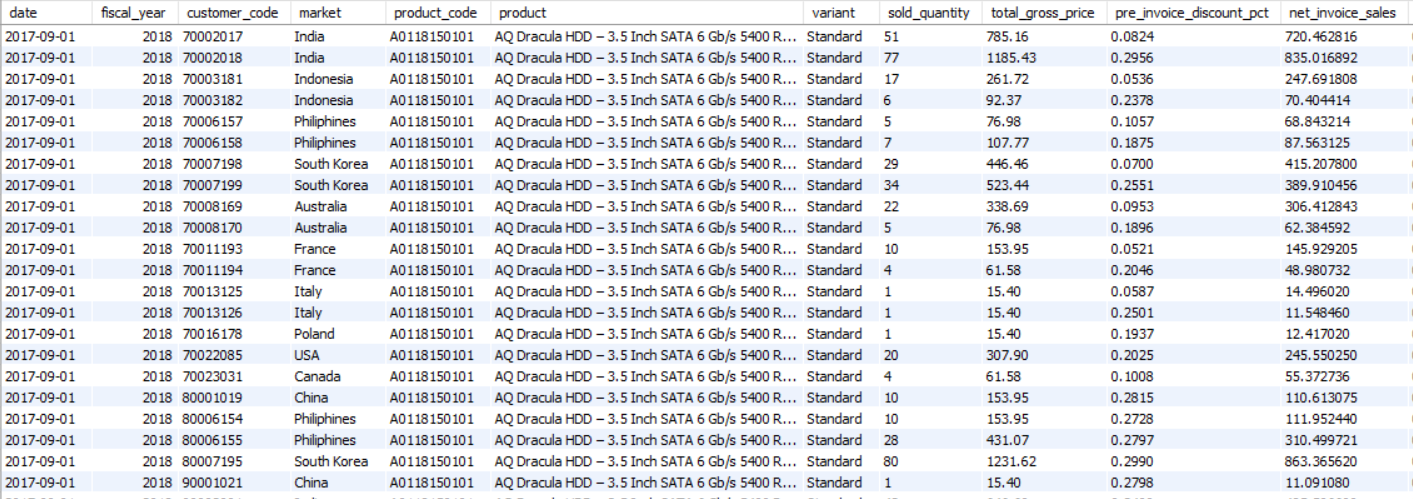 date fiscal_year customer_code market product_code product variant sold_quantity total_gross_price pre_invoice_discount_pct net_invoice_sales
2017-09-01 2018 70002017 India A0118150101 AQ Dracula HDD – 3.5 Inch SATA 6 Gb/s 5400 R... Standard 51 785.16 0.0824 720.462816
2017-09-01 2018 70002018 India A0118150101 AQ Dracula HDD – 3.5 Inch SATA 6 Gb/s 5400 R... Standard 77 1185.43 0.2956 835.016892
2017-09-01 2018 70003181 Indonesia A0118150101 AQ Dracula HDD – 3.5 Inch SATA 6 Gb/s 5400 R... Standard 17 261.72 0.0536 247.691808
2017-09-01 2018 70003182 Indonesia A0118150101 AQ Dracula HDD – 3.5 Inch SATA 6 Gb/s 5400 R... Standard 6 92.37 0.2378 70.404414
2017-09-01 2018 70006157 Philiphines A0118150101 AQ Dracula HDD – 3.5 Inch SATA 6 Gb/s 5400 R... Standard 5 76.98 0.1057 68.843214
2017-09-01 2018 70006158 Philiphines A0118150101 AQ Dracula HDD – 3.5 Inch SATA 6 Gb/s 5400 R... Standard 7 107.77 0.1875 87.563125
2017-09-01 2018 70007198 South Korea A0118150101 AQ Dracula HDD – 3.5 Inch SATA 6 Gb/s 5400 R... Standard 29 446.46 0.0700 415.207800
2017-09-01 2018 70007199 South Korea A0118150101 AQ Dracula HDD – 3.5 Inch SATA 6 Gb/s 5400 R... Standard 34 523.44 0.2551 389.910456
2017-09-01 2018 70008169 Australia A0118150101 AQ Dracula HDD – 3.5 Inch SATA 6 Gb/s 5400 R... Standard 22 338.69 0.0953 306.412843
2017-09-01 2018 70008170 Australia A0118150101 AQ Dracula HDD – 3.5 Inch SATA 6 Gb/s 5400 R... Standard 5 76.98 0.1896 62.384592
2017-09-01 2018 70011193 France A0118150101 AQ Dracula HDD – 3.5 Inch SATA 6 Gb/s 5400 R... Standard 10 153.95 0.0521 145.929205
2017-09-01 2018 70011194 France A0118150101 AQ Dracula HDD – 3.5 Inch SATA 6 Gb/s 5400 R... Standard 4 61.58 0.2046 48.980732
2017-09-01 2018 70013125 Italy A0118150101 AQ Dracula HDD – 3.5 Inch SATA 6 Gb/s 5400 R... Standard 1 15.40 0.0587 14.496020
2017-09-01 2018 70013126 Italy A0118150101 AQ Dracula HDD – 3.5 Inch SATA 6 Gb/s 5400 R... Standard 1 15.40 0.2501 11.548460
2017-09-01 2018 70016178 Poland A0118150101 AQ Dracula HDD – 3.5 Inch SATA 6 Gb/s 5400 R... Standard 1 15.40 0.1937 12.417020
2017-09-01 2018 70022085 USA A0118150101 AQ Dracula HDD – 3.5 Inch SATA 6 Gb/s 5400 R... Standard 20 307.90 0.2025 245.550250
2017-09-01 2018 70023031 Canada A0118150101 AQ Dracula HDD – 3.5 Inch SATA 6 Gb/s 5400 R... Standard 4 61.58 0.1008 55.372736
2017-09-01 2018 80001019 China A0118150101 AQ Dracula HDD – 3.5 Inch SATA 6 Gb/s 5400 R... Standard 10 153.95 0.2815 110.613075
2017-09-01 2018 80006154 Philiphines A0118150101 AQ Dracula HDD – 3.5 Inch SATA 6 Gb/s 5400 R... Standard 10 153.95 0.2728 111.952440
2017-09-01 2018 80006155 Philiphines A0118150101 AQ Dracula HDD – 3.5 Inch SATA 6 Gb/s 5400 R... Standard 28 431.07 0.2797 310.499721
2017-09-01 2018 80007195 South Korea A0118150101 AQ Dracula HDD – 3.5 Inch SATA 6 Gb/s 5400 R... Standard 80 1231.62 0.2990 863.365620
2017-09-01 2018 90001021 China A0118150101 AQ Dracula HDD – 3.5 Inch SATA 6 Gb/s 5400 R... Standard 1 15.40 0.2798 11.091080